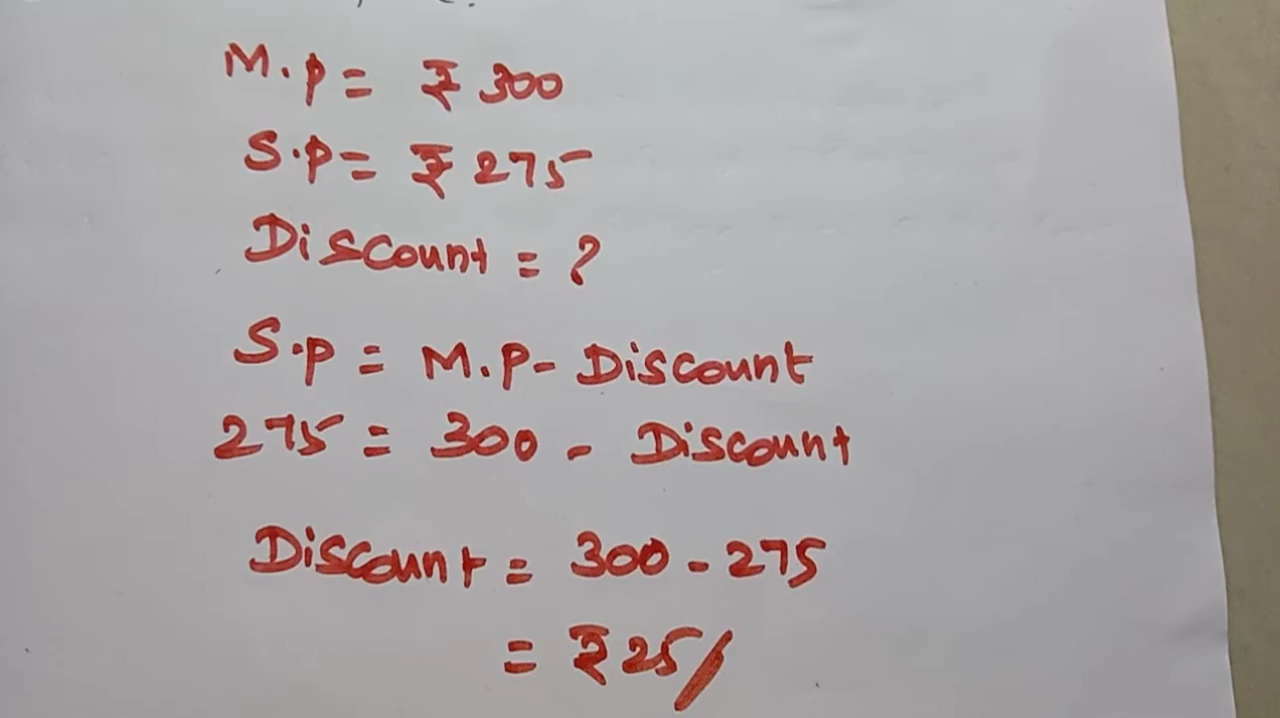 M.P = ₹ 300
S.P = ₹ 275
Discount = ?
S.P = M.P - Discount
275 = 300 - Discount
Discount = 300 - 275
= ₹ 25/